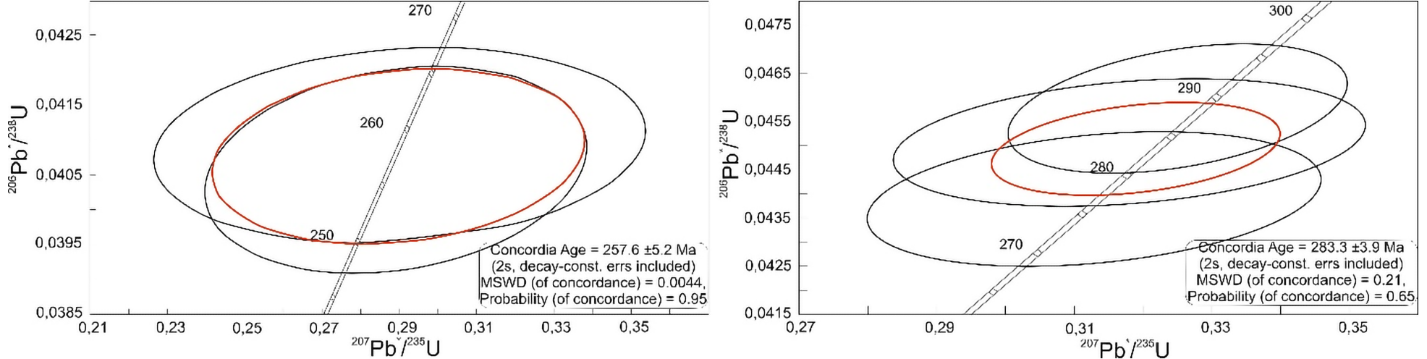 0,0425
0,0415
0,0405
0,0395
0,0385
206Pb*/238U
270
260
250
Concordia Age = 257.6 ±5.2 Ma
(2s, decay-const. errs included)
MSWD (of concordance) = 0.0044,
Probability (of concordance) = 0.95
0,21 0,23 0,25 0,27 0,29 0,31 0,33 0,35
207Pb*/235U
0,0475
0,0465
0,0455
0,0445
0,0435
0,0425
0,0415
206Pb*/238U
300
290
280
270
Concordia Age = 283.3 ±3.9 Ma
(2s, decay-const. errs included)
MSWD (of concordance) = 0.21,
Probability (of concordance) = 0.65
0,27 0,29 0,31 0,33 0,35
207Pb*/235U